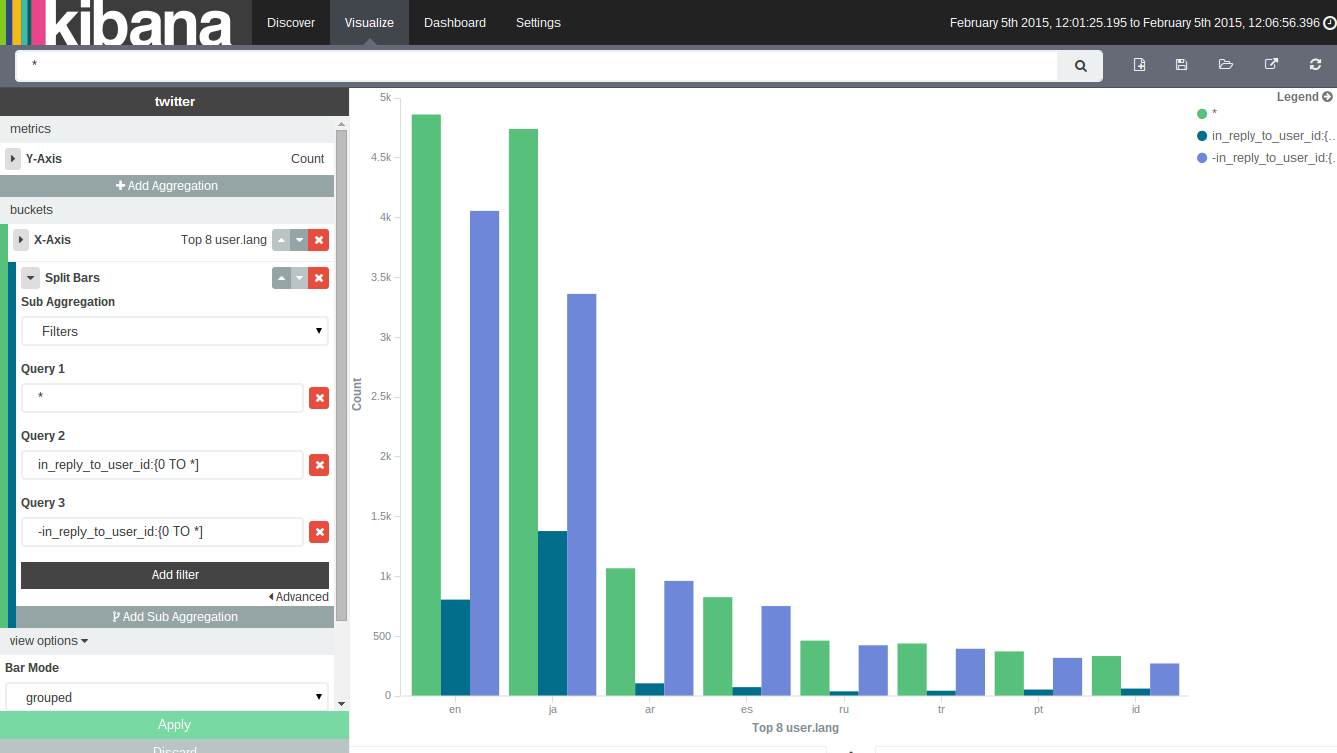 kibana Discover Visualize Dashboard Settings February 5th 2015, 12:01:25.195 to February 5th 2015, 12:06:56.396
*
twitter
metrics
Y-Axis Count
Add Aggregation
buckets
X-Axis Top 8 user.lang
Split Bars
Sub Aggregation
Filters
Query 1
*
Query 2
in_reply_to_user_id:{0 TO *]
Query 3
-in_reply_to_user_id:{0 TO *]
Add filter
Advanced
Add Sub Aggregation
view options
Bar Mode
grouped
Apply
Discard
5k
4.5k
4k
3.5k
3k
2.5k
2k
1.5k
1k
500
0
Count
en ja ar es ru tr pt id
Top 8 user.lang
Legend
*
in_reply_to_user_id:{...
-in_reply_to_user_id:{...